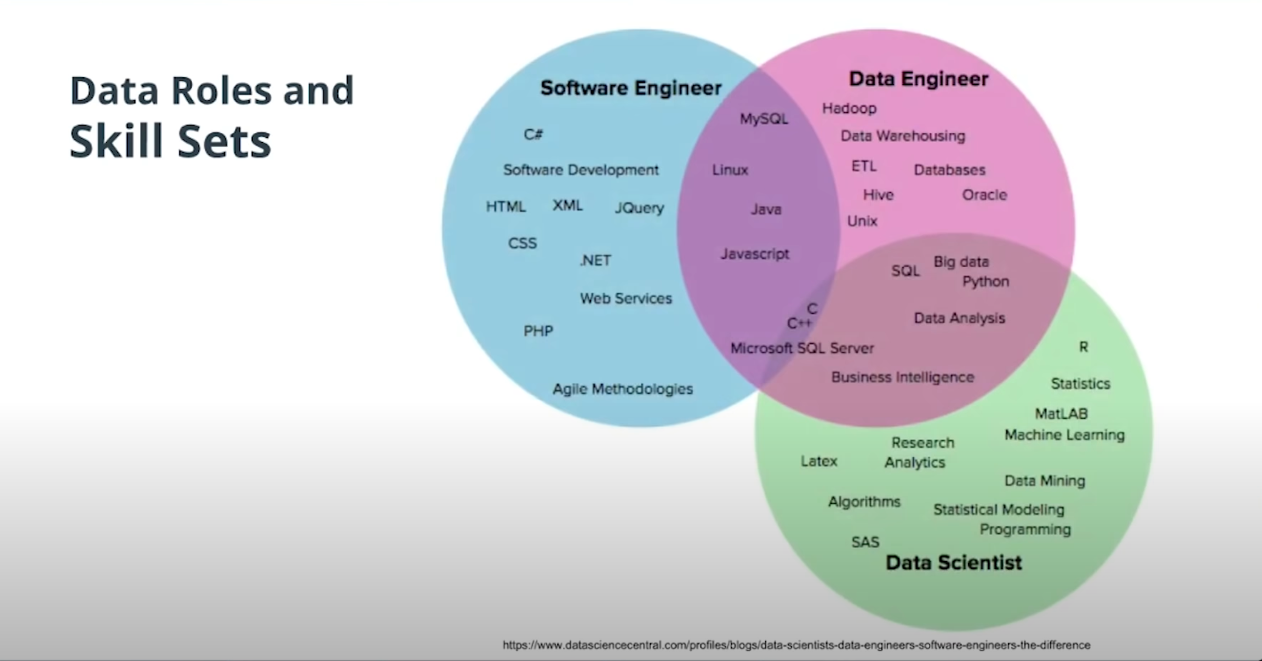 Data Roles and
Skill Sets
Software Engineer
C#
Software Development
HTML XML JQuery
CSS
.NET
Web Services
PHP
Agile Methodologies
MySQL
Linux
Java
Javascript
C
C++
Microsoft SQL Server
Data Engineer
Hadoop
Data Warehousing
ETL Databases
Hive Oracle
Unix
SQL Big data
Python
Data Analysis
Business Intelligence
R
Statistics
MatLAB
Machine Learning
Research
Latex Analytics
Data Mining
Algorithms
Statistical Modeling
Programming
SAS
Data Scientist
https://www.datasciencecentral.com/profiles/blogs/data-scientists-data-engineers-software-engineers-the-difference